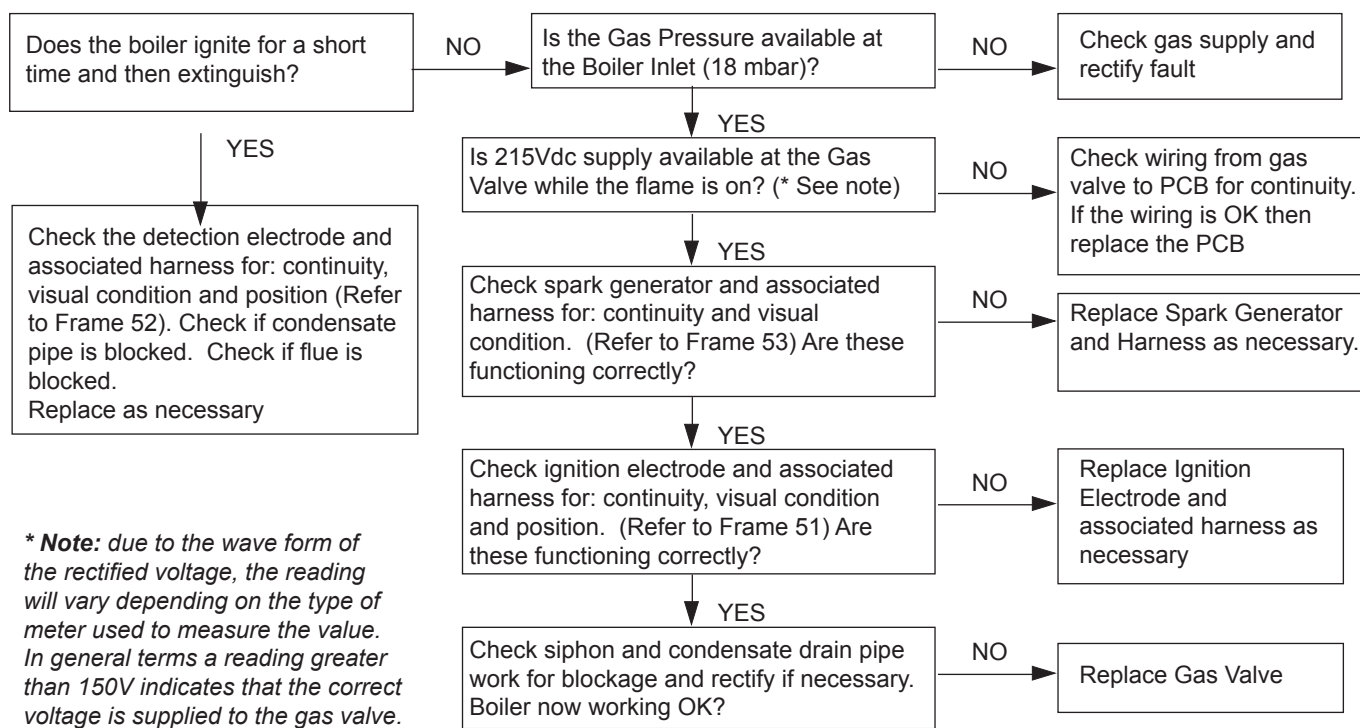 Does the boiler ignite for a short
time and then extinguish?
NO
Is the Gas Pressure available at
the Boiler Inlet (18 mbar)?
NO
Check gas supply and
rectify fault
YES
YES
Is 215Vdc supply available at the Gas
Valve while the flame is on? (* See note)
NO
Check wiring from gas
valve to PCB for continuity.
If the wiring is OK then
replace the PCB
Check the detection electrode and
associated harness for: continuity,
visual condition and position (Refer
to Frame 52). Check if condensate
pipe is blocked.  Check if flue is
blocked.
Replace as necessary
YES
Check spark generator and associated
harness for: continuity and visual
condition.  (Refer to Frame 53) Are these
functioning correctly?
NO
Replace Spark Generator
and Harness as necessary.
YES
Check ignition electrode and associated
harness for: continuity, visual condition
and position.  (Refer to Frame 51) Are
these functioning correctly?
NO
Replace Ignition
Electrode and
associated harness as
necessary
YES
Check siphon and condensate drain pipe
work for blockage and rectify if necessary.
Boiler now working OK?
NO
Replace Gas Valve
* Note: due to the wave form of
the rectified voltage, the reading
will vary depending on the type of
meter used to measure the value.
In general terms a reading greater
than 150V indicates that the correct
voltage is supplied to the gas valve.